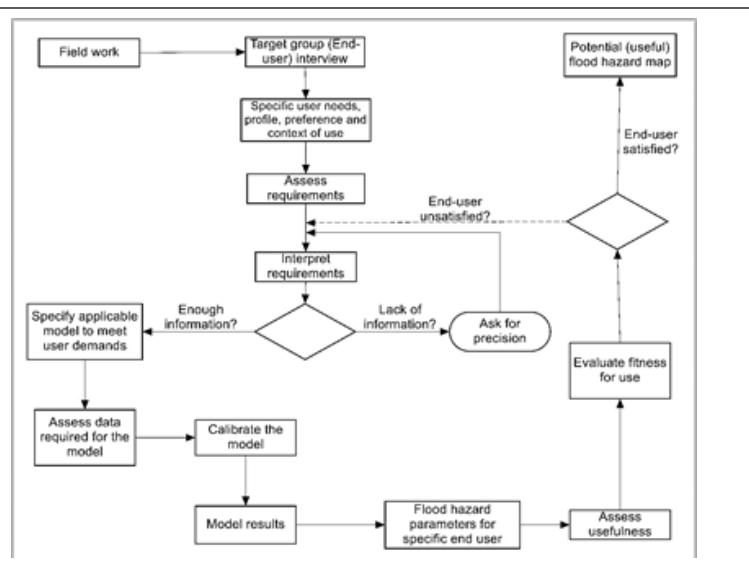 Field work
Target group (End-
user) interview
Potential (useful)
flood hazard map
Specific user needs,
profile, preference and
context of use
End-user
satisfied?
Assess
requirements
End-user
unsatisfied?
Interpret
requirements
Enough
information?
Lack of
information?
Specify applicable
model to meet
user demands
Ask for
precision
Evaluate fitness
for use
Assess data
required for the
model
Calibrate the
model
Model results
Flood hazard
parameters for
specific end user
Assess
usefulness